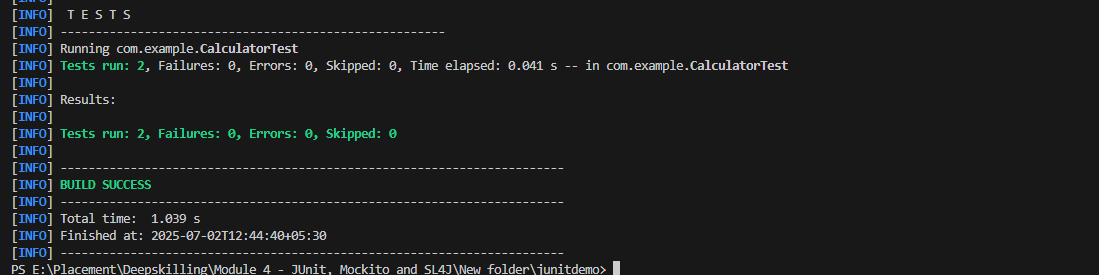 [INFO]
[INFO]  T E S T S
[INFO] -------------------------------------------------------
[INFO] Running com.example.CalculatorTest
[INFO] Tests run: 2, Failures: 0, Errors: 0, Skipped: 0, Time elapsed: 0.041 s -- in com.example.CalculatorTest
[INFO]
[INFO] Results:
[INFO]
[INFO] Tests run: 2, Failures: 0, Errors: 0, Skipped: 0
[INFO]
[INFO] ------------------------------------------------------------------------
[INFO] BUILD SUCCESS
[INFO] ------------------------------------------------------------------------
[INFO] Total time:  1.039 s
[INFO] Finished at: 2025-07-02T12:44:40+05:30
[INFO] ------------------------------------------------------------------------
PS E:\Placement\Deepskilling\Module 4 - JUnit, Mockito and SL4J\New folder\junitdemo>